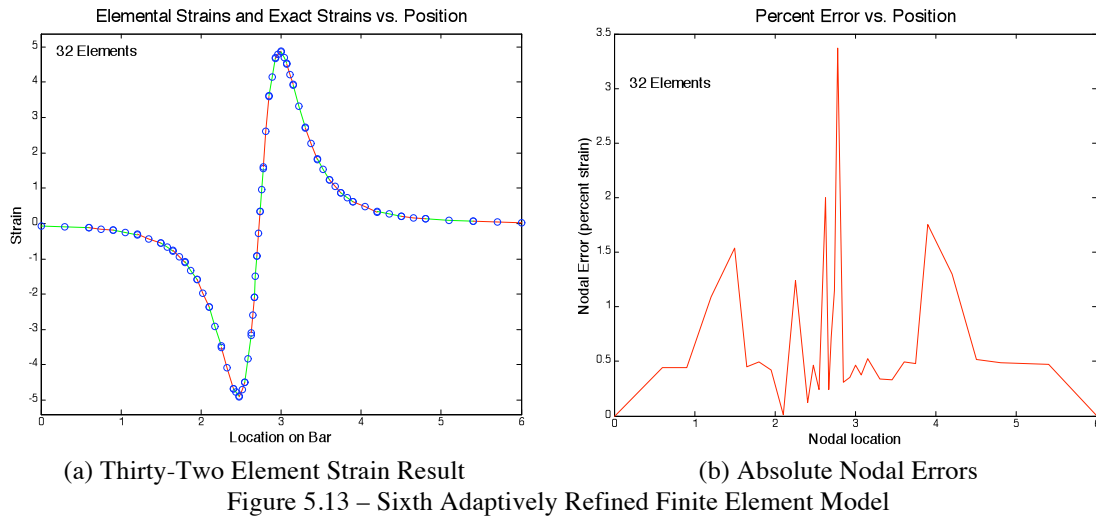 Elemental Strains and Exact Strains vs. Position
32 Elements
5
4
3
2
1
0
-1
-2
-3
-4
-5
Strain
0 1 2 3 4 5 6
Location on Bar
(a) Thirty-Two Element Strain Result
Percent Error vs. Position
32 Elements
3.5
3
2.5
2
1.5
1
0.5
0
Nodal Error (percent strain)
0 1 2 3 4 5 6
Nodal location
(b) Absolute Nodal Errors
Figure 5.13 – Sixth Adaptively Refined Finite Element Model